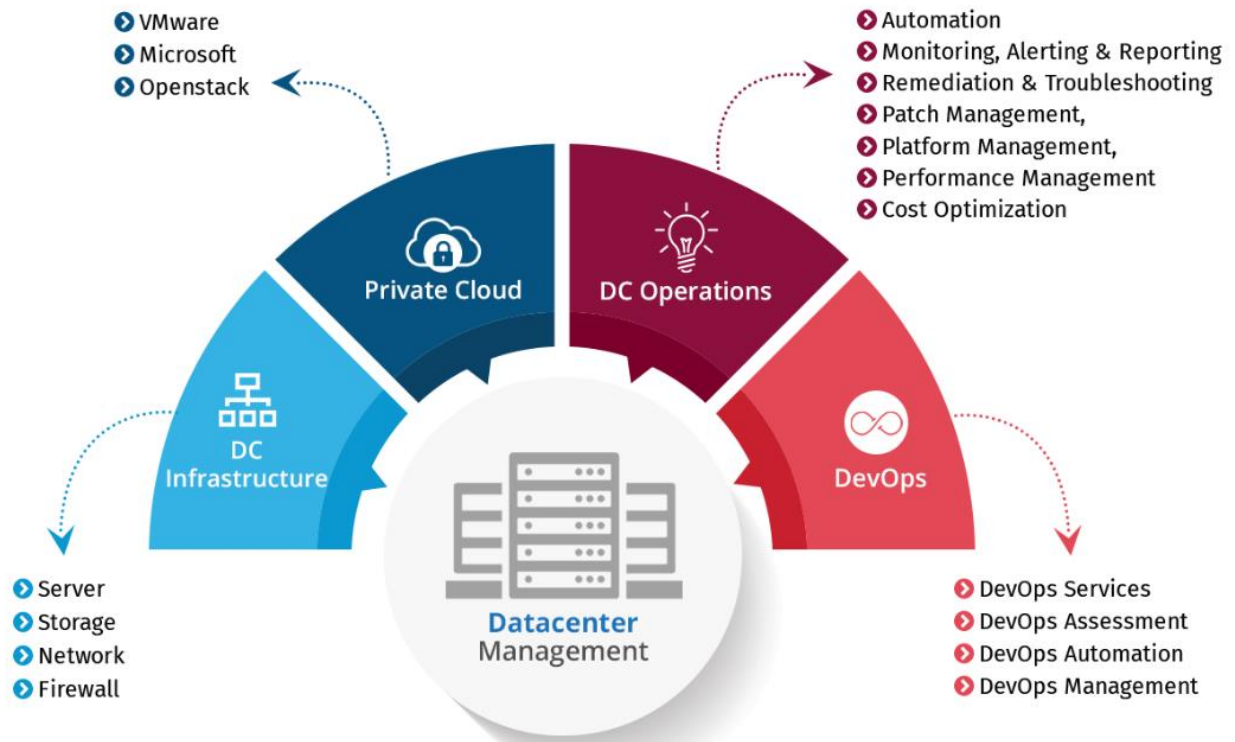 VMware
Microsoft
Openstack
Automation
Monitoring, Alerting & Reporting
Remediation & Troubleshooting
Patch Management,
Platform Management,
Performance Management
Cost Optimization
Private Cloud
DC Operations
DC
Infrastructure
DevOps
Datacenter
Management
Server
Storage
Network
Firewall
DevOps Services
DevOps Assessment
DevOps Automation
DevOps Management